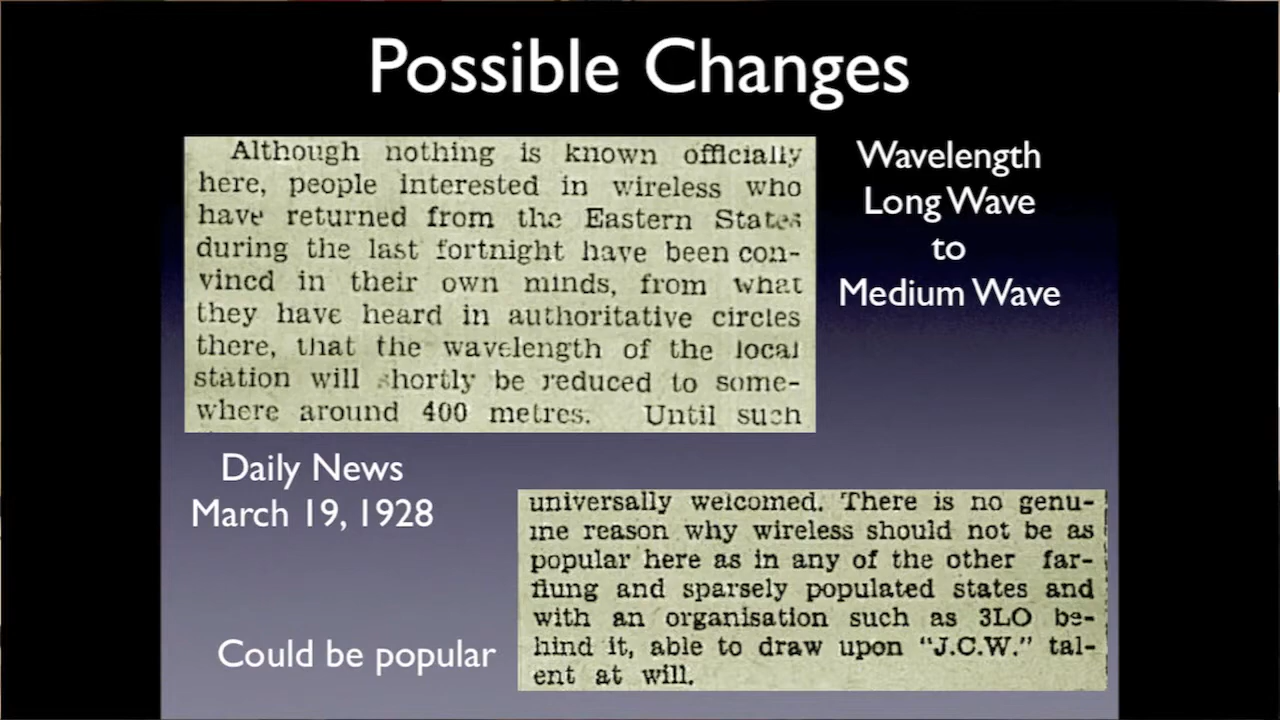 Possible Changes
Although nothing is known officially
here, people interested in wireless who
have returned from the Eastern States
during the last fortnight have been con-
vincd in their own minds, from what
they have heard in authoritative circles
there, that the wavelength of the local
station will shortly be reduced to some-
where around 400 metres. Until such
Wavelength
Long Wave
to
Medium Wave
Daily News
March 19, 1928
universally welcomed. There is no genu-
ine reason why wireless should not be as
popular here as in any of the other far-
flung and sparsely populated states and
with an organisation such as 3LO be-
hind it, able to draw upon "J.C.W." tal-
ent at will.
Could be popular